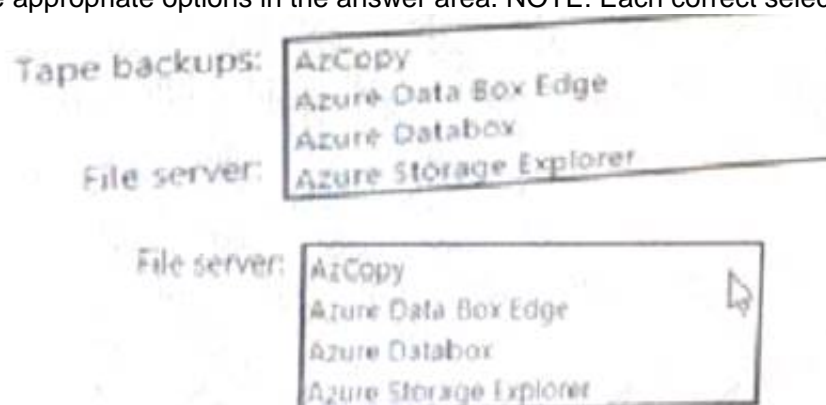 e appropriate options in the answer area. NOTE: Each correct selec
Tape backups:
AzCopy
Azure Data Box Edge
Azure Databox
Azure Storage Explorer
File server:
File server:
AzCopy
Azure Data Box Edge
Azure Databox
Azure Storage Explorer